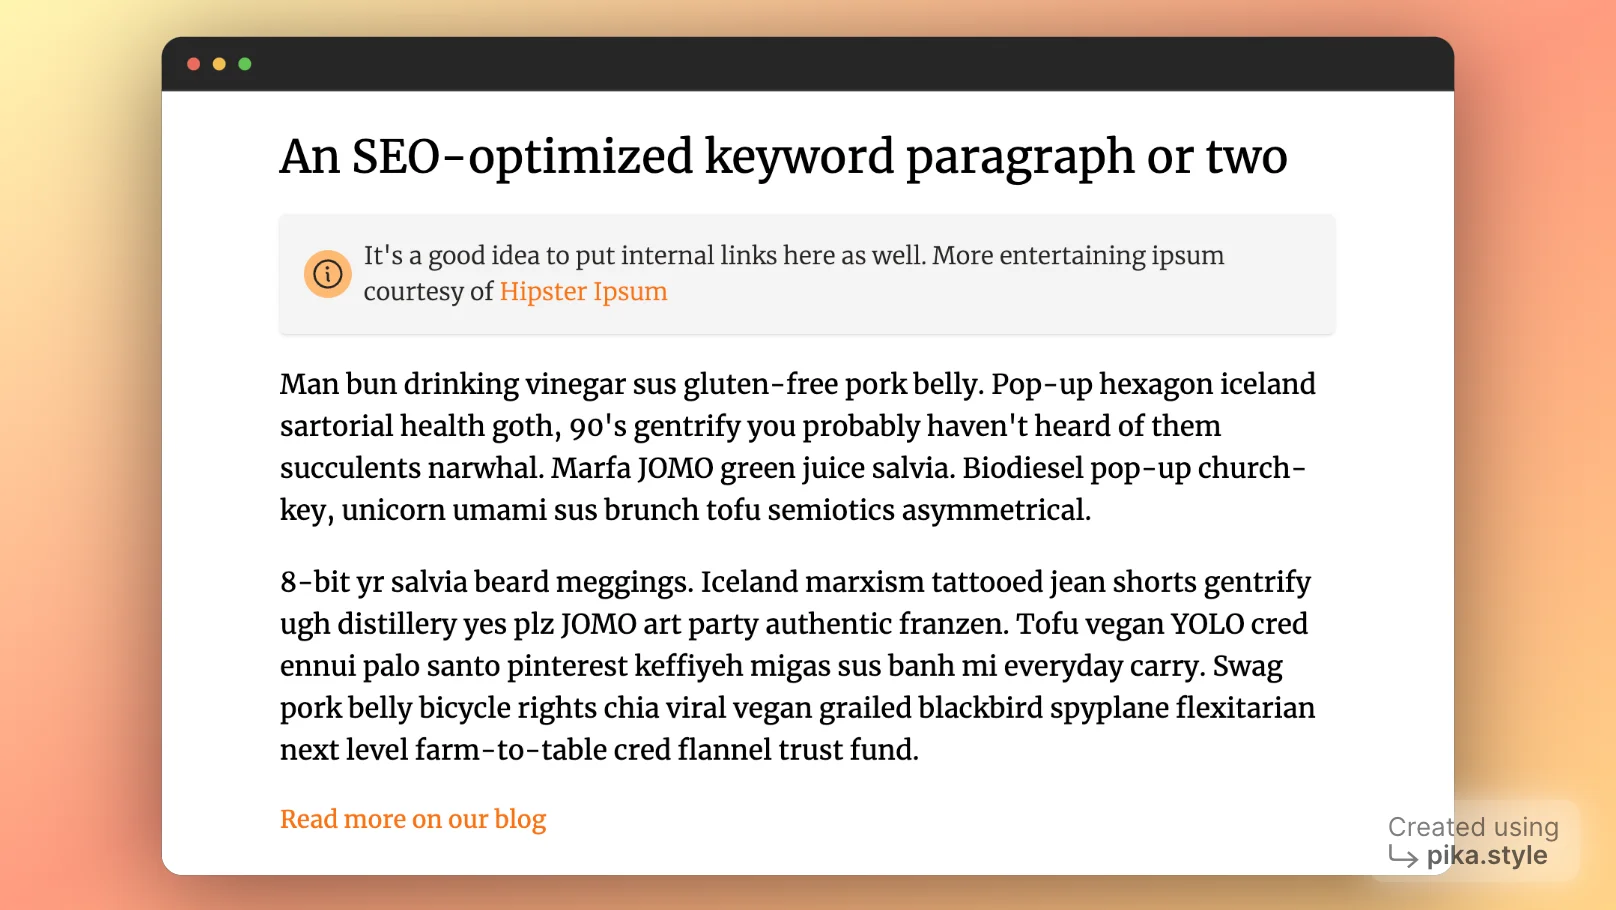 An SEO-optimized keyword paragraph or two
It's a good idea to put internal links here as well. More entertaining ipsum
courtesy of Hipster Ipsum
Man bun drinking vinegar sus gluten-free pork belly. Pop-up hexagon iceland
sartorial health goth, 90's gentrify you probably haven't heard of them
succulents narwhal. Marfa JOMO green juice salvia. Biodiesel pop-up church-
key, unicorn umami sus brunch tofu semiotics asymmetrical.
8-bit yr salvia beard meggings. Iceland marxism tattooed jean shorts gentrify
ugh distillery yes plz JOMO art party authentic franzen. Tofu vegan YOLO cred
ennui palo santo pinterest keffiyeh migas sus banh mi everyday carry. Swag
pork belly bicycle rights chia viral vegan grailed blackbird spyplane flexitarian
next level farm-to-table cred flannel trust fund.
Read more on our blog
Created using
pika.style